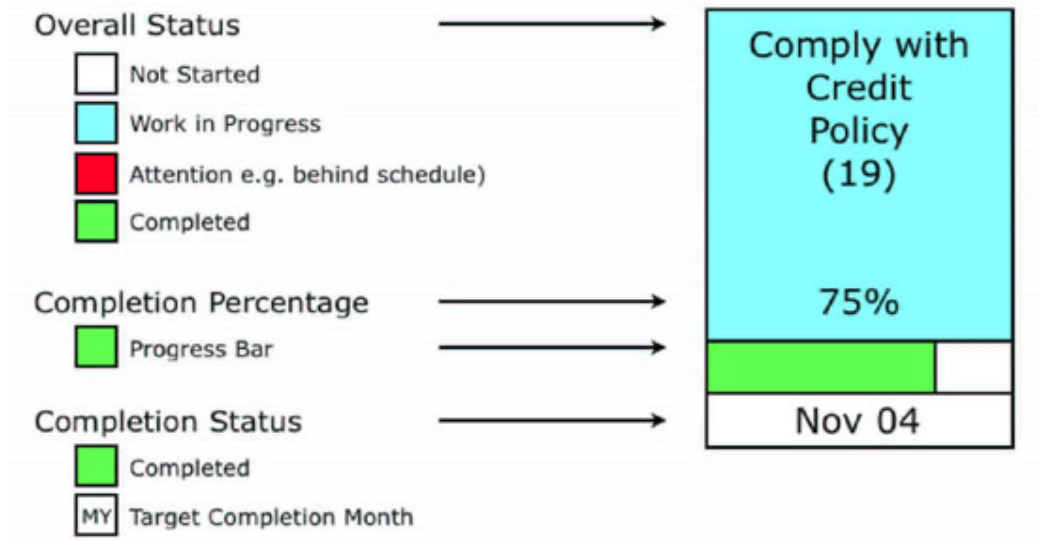 Overall Status
Not Started
Work in Progress
Attention e.g. behind schedule)
Completed
Completion Percentage
Progress Bar
Completion Status
Completed
MY Target Completion Month
Comply with
Credit
Policy
(19)
75%
Nov 04